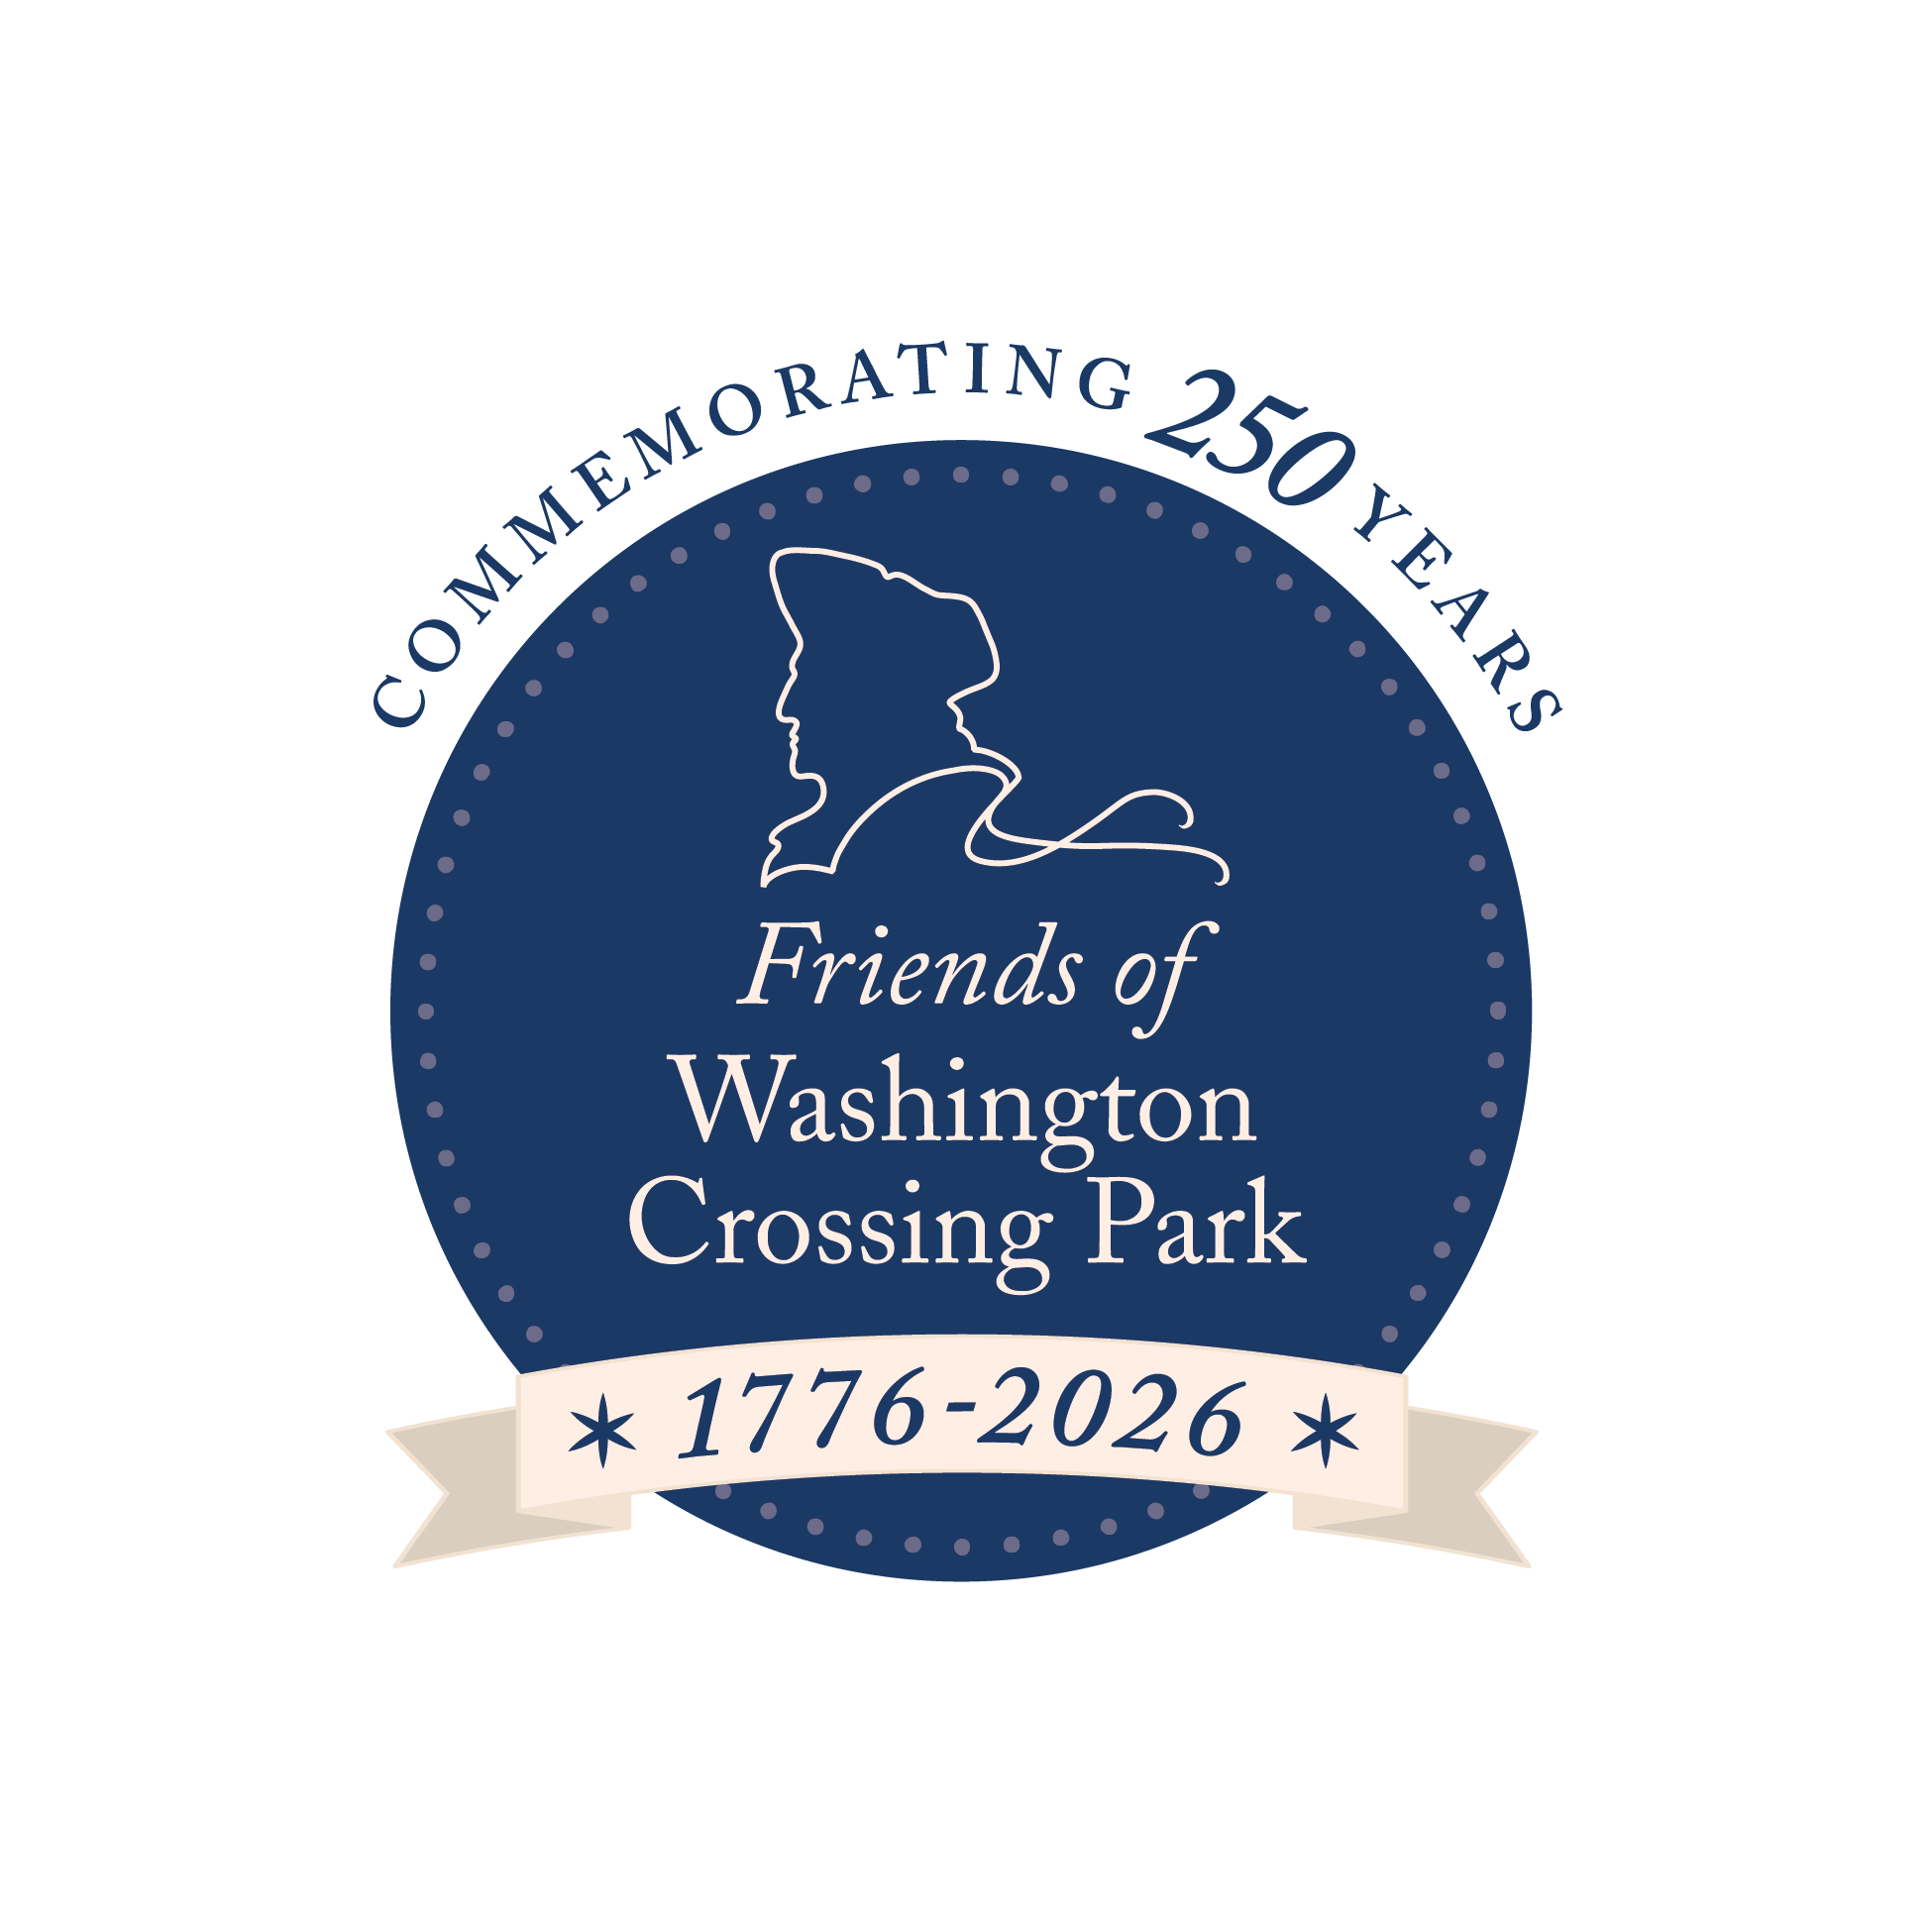 COMMEMORATING 250 YEARS
Friends of
Washington
Crossing Park
1776-2026